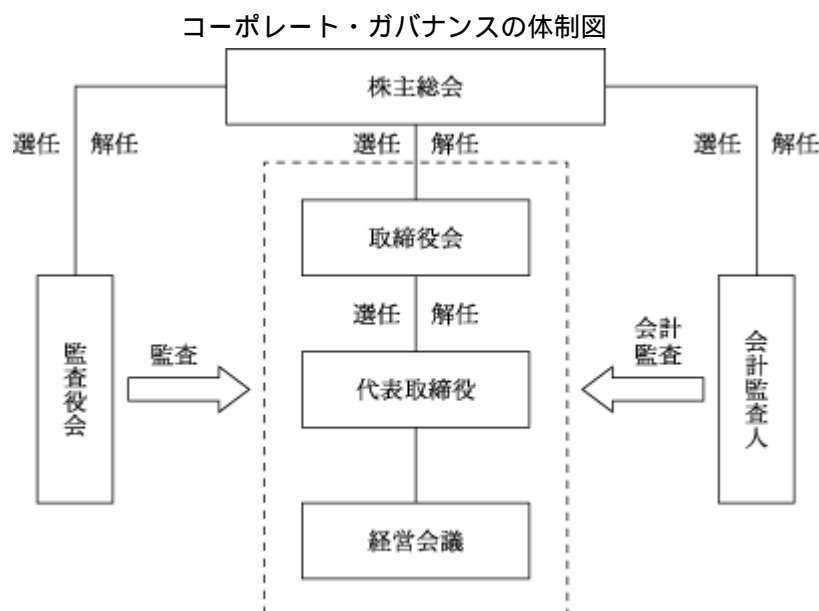 コーポレート・ガバナンスの体制図
株主総会
選任 解任
選任 解任
選任 解任
取締役会
選任 解任
監査役会
監査
代表取締役
会計
監査
会計監査人
経営会議